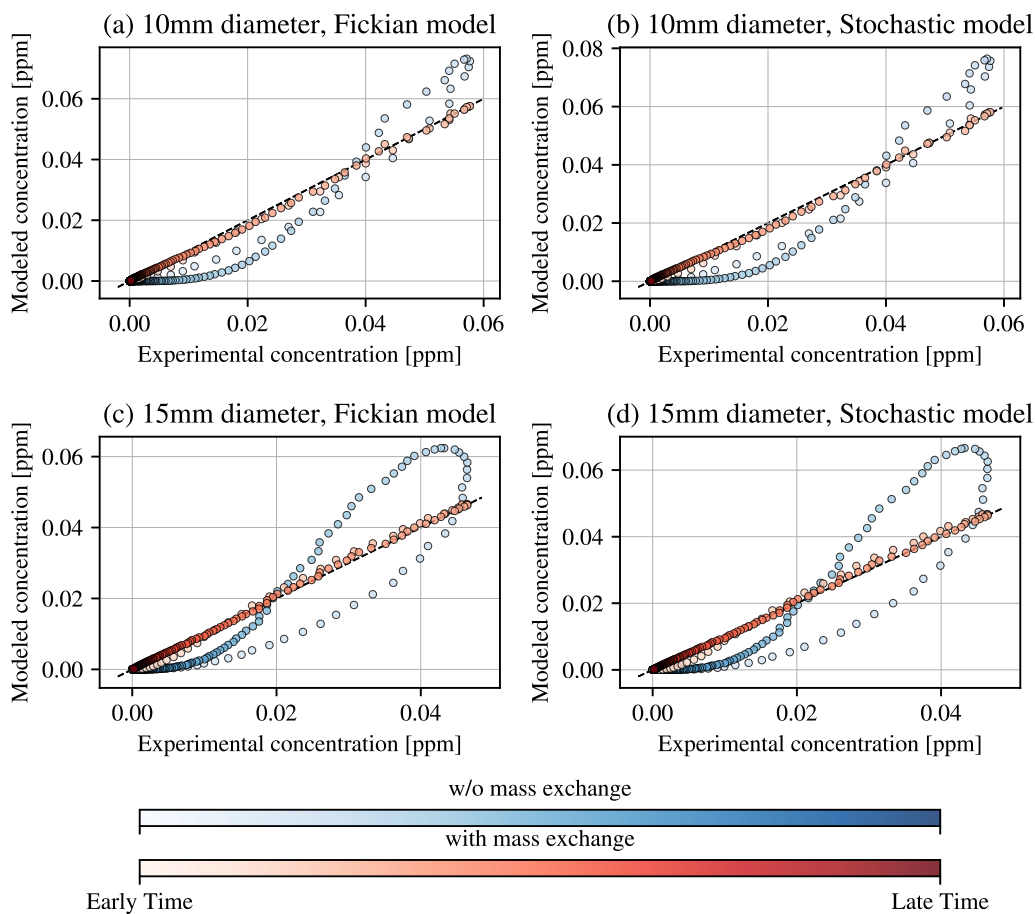 (a) 10mm diameter, Fickian model
(b) 10mm diameter, Stochastic model
Modeled concentration [ppm]
0.06
0.04
0.02
0.00
0.00 0.02 0.04 0.06
Experimental concentration [ppm]
Modeled concentration [ppm]
0.08
0.06
0.04
0.02
0.00
0.00 0.02 0.04 0.06
Experimental concentration [ppm]
(c) 15mm diameter, Fickian model
(d) 15mm diameter, Stochastic model
Modeled concentration [ppm]
0.06
0.04
0.02
0.00
0.00 0.02 0.04
Experimental concentration [ppm]
Modeled concentration [ppm]
0.06
0.04
0.02
0.00
0.00 0.02 0.04
Experimental concentration [ppm]
w/o mass exchange
with mass exchange
Early Time
Late Time